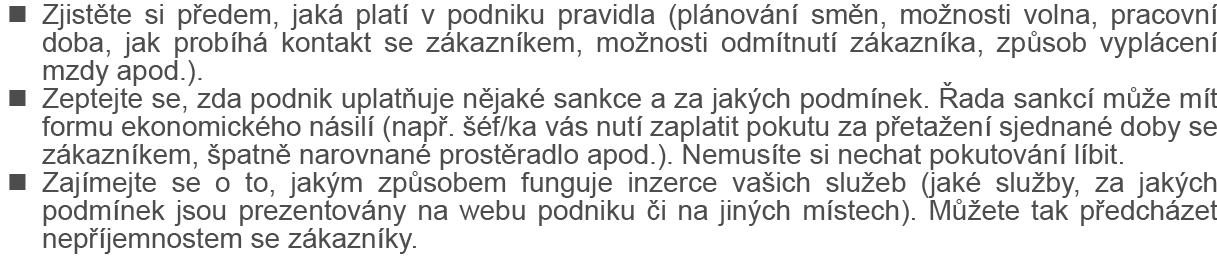 ■ Zjistěte si předem, jaká platí v podniku pravidla (plánování směn, možnosti volna, pracovní
doba, jak probíhá kontakt se zákazníkem, možnosti odmítnutí zákazníka, způsob vyplácení
mzdy apod.).
■ Zeptejte se, zda podnik uplatňuje nějaké sankce a za jakých podmínek. Řada sankcí může mít
formu ekonomického násilí (např. šéf/ka vás nutí zaplatit pokutu za přetažení sjednané doby se
zákazníkem, špatně narovnané prostěradlo apod.). Nemusíte si nechat pokutování líbit.
■ Zajímejte se o to, jakým způsobem funguje inzerce vašich služeb (jaké služby, za jakých
podmínek jsou prezentovány na webu podniku či na jiných místech). Můžete tak předcházet
nepříjemnostem se zákazníky.